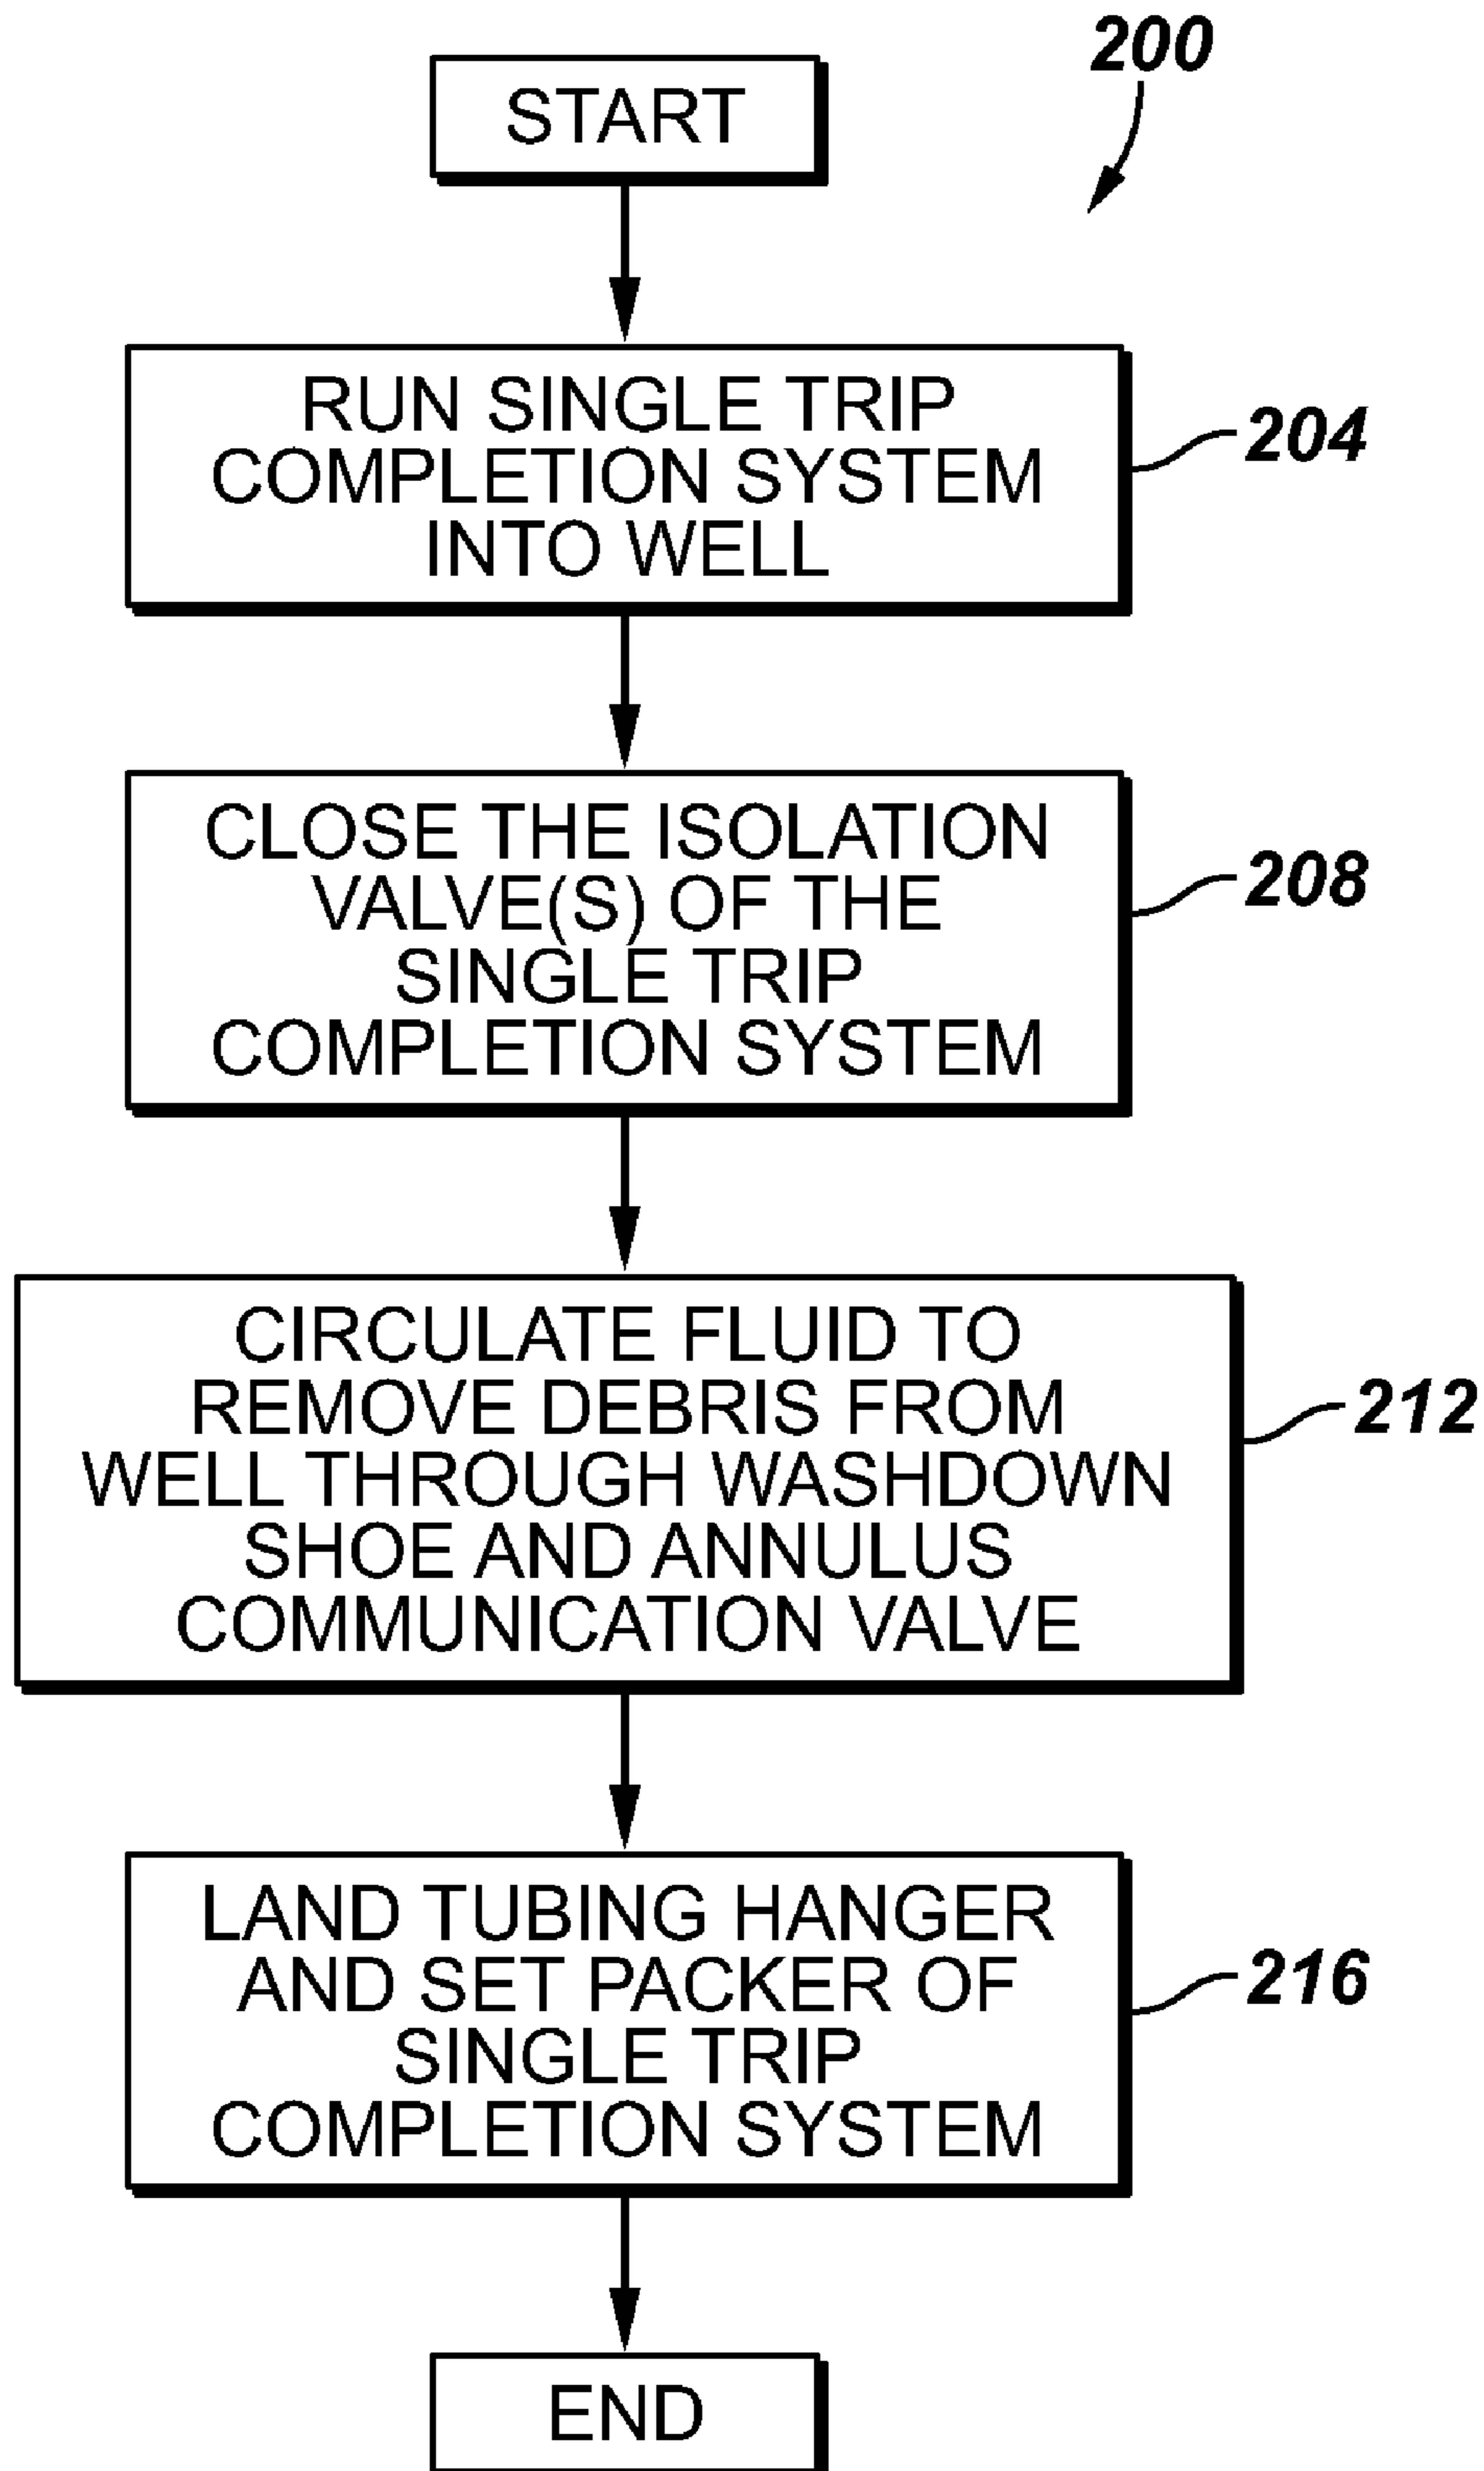 200
START
RUN SINGLE TRIP
COMPLETION SYSTEM
INTO WELL
204
CLOSE THE ISOLATION
VALVE(S) OF THE
SINGLE TRIP
COMPLETION SYSTEM
208
CIRCULATE FLUID TO
REMOVE DEBRIS FROM
WELL THROUGH WASHDOWN
SHOE AND ANNULUS
COMMUNICATION VALVE
212
LAND TUBING HANGER
AND SET PACKER OF
SINGLE TRIP
COMPLETION SYSTEM
216
END